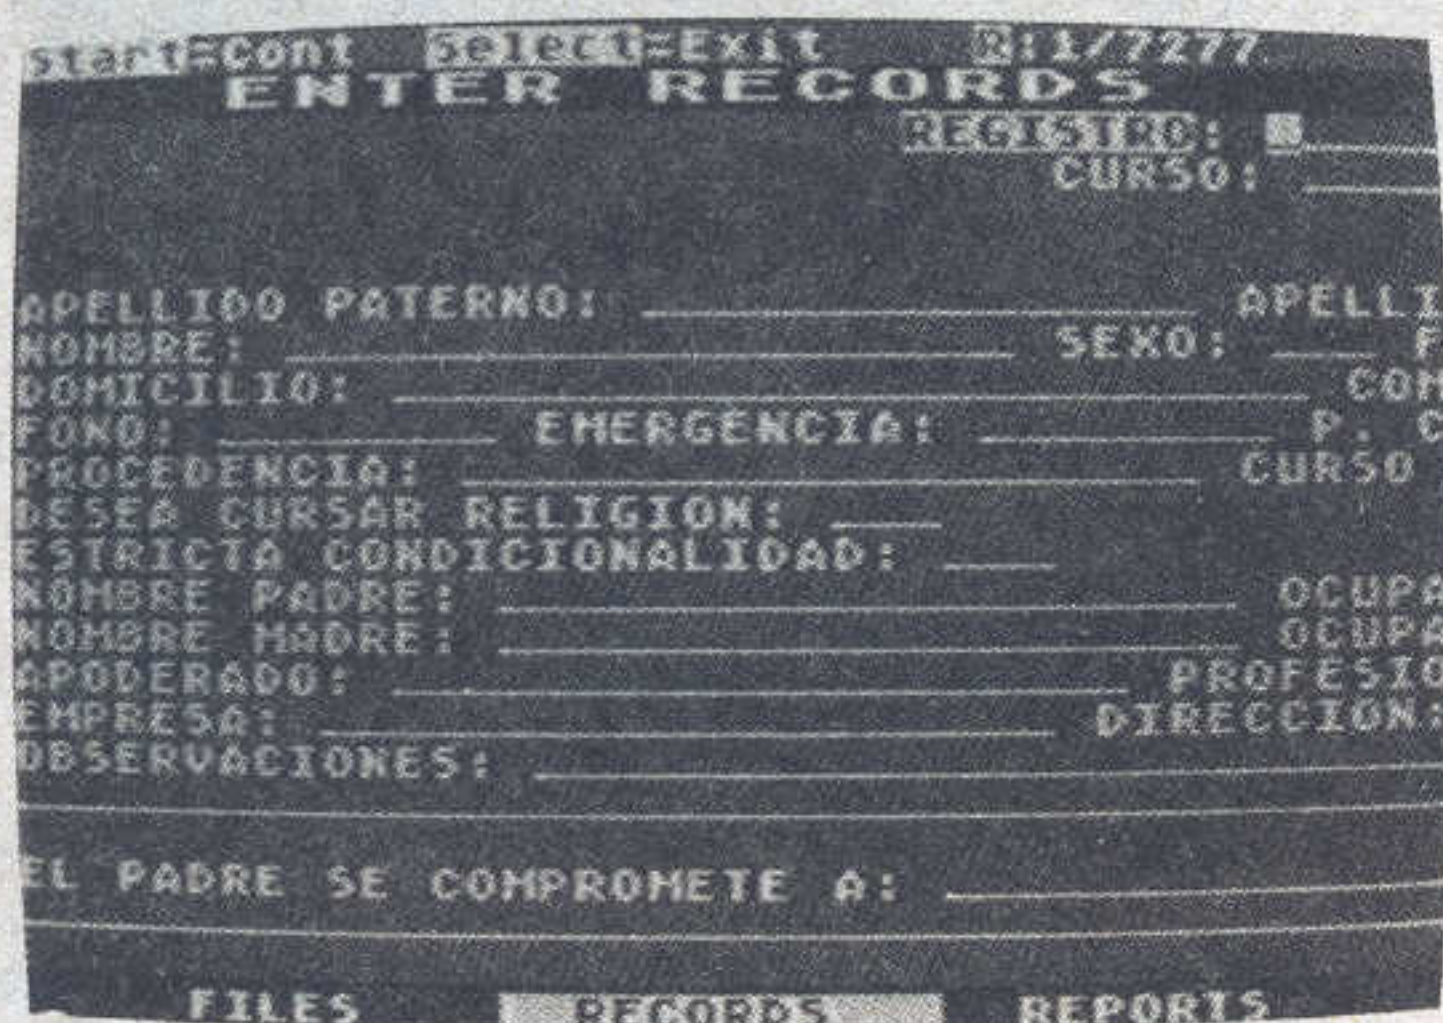 Start=Cont Select=Exit R:1/7277
ENTER RECORDS
REGISTRO:
CURSO:
APELLIDO PATERNO: APELLI
NOMBRE: SEXO: F
DOMICILIO: COM
FONO: EMERGENCIA: P. C
PROCEDENCIA: CURSO
DESEA CURSAR RELIGION:
ESTRICTA CONDICIONALIDAD:
NOMBRE PADRE: OCUPA
NOMBRE MADRE: OCUPA
APODERADO: PROFESIO
EMPRESA: DIRECCION:
OBSERVACIONES:
EL PADRE SE COMPROMETE A:
FILES RECORDS REPORTS